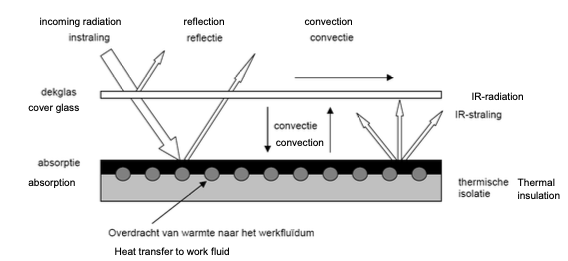 incoming radiation
instraling
reflection
reflectie
convection
convectie
dekglas
cover glass
IR-radiation
IR-straling
convectie
convection
absorptie
absorption
thermische
isolatie
Thermal
insulation
Overdracht van warmte naar het werkfluïdum
Heat transfer to work fluid